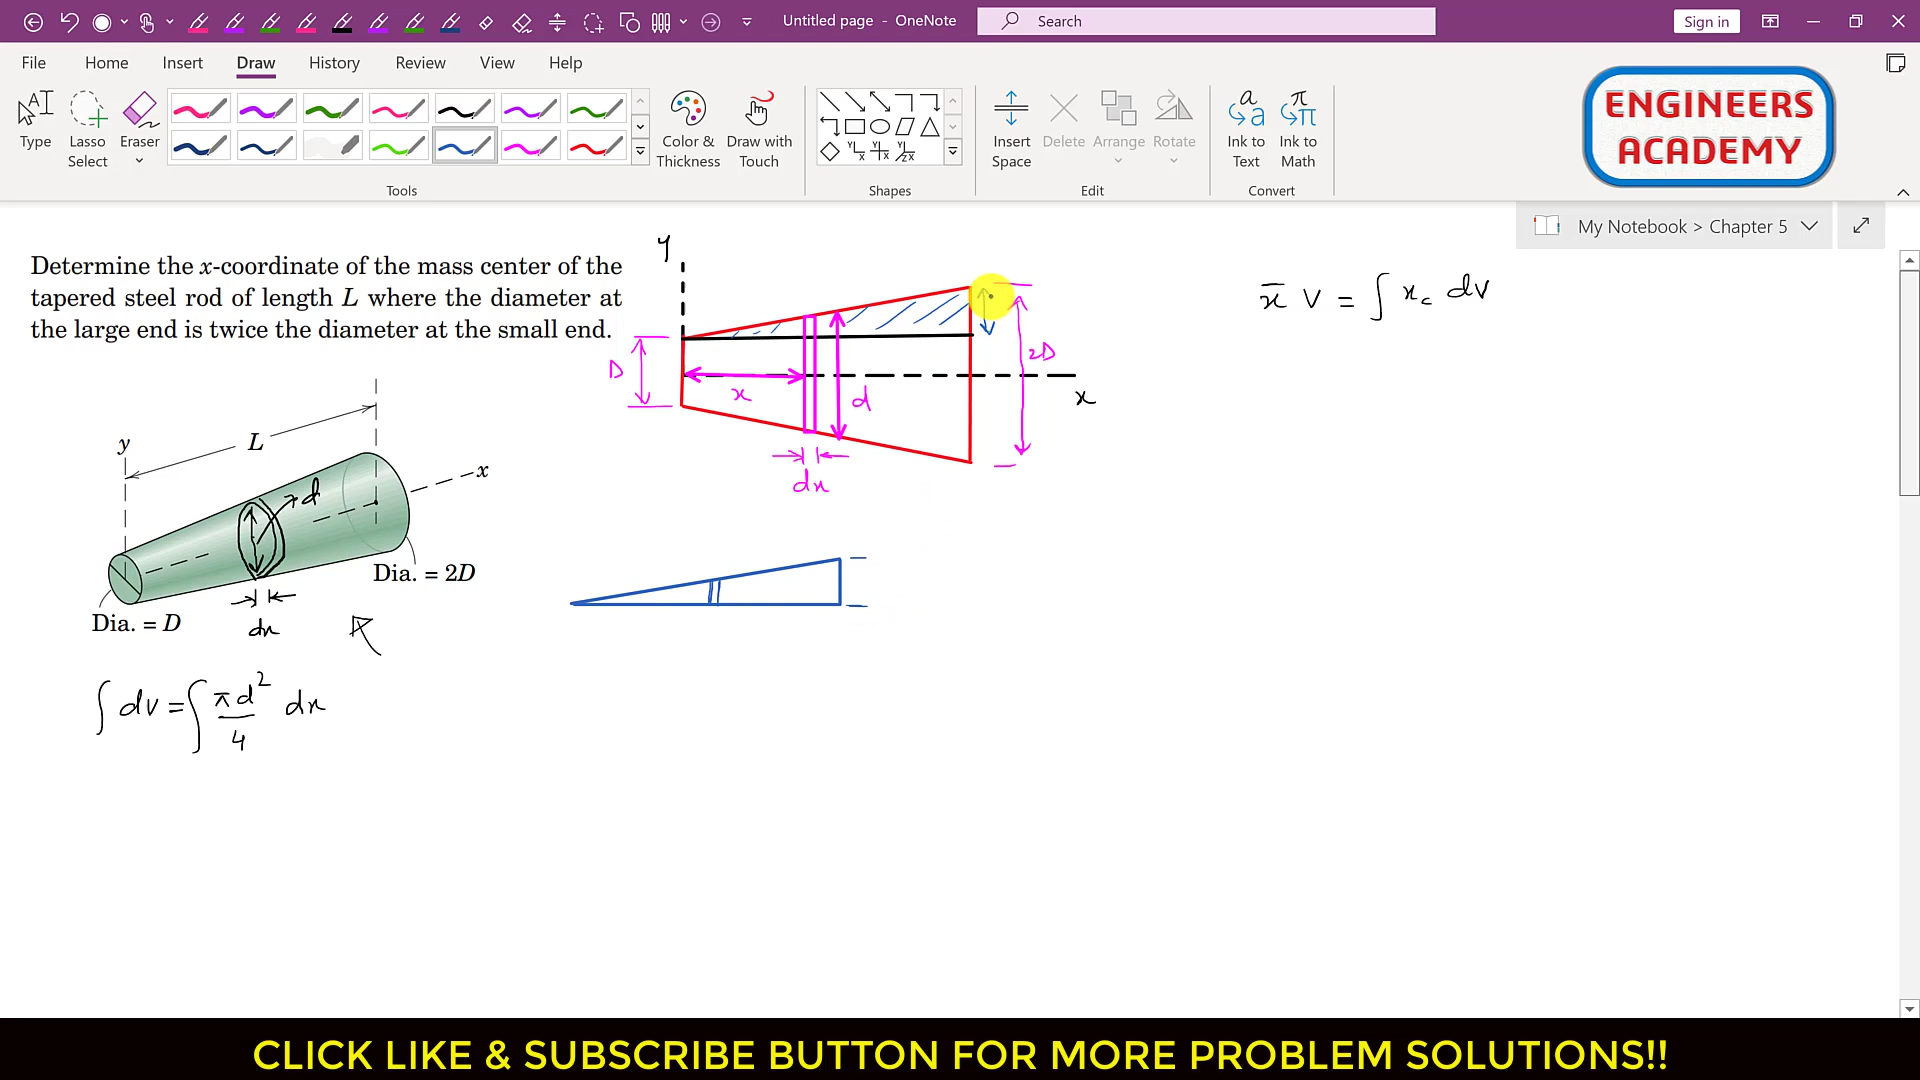 Untitled page - OneNote
Search
Sign in
File Home Insert Draw History Review View Help
Type
Lasso Select
Eraser
Color & Thickness
Draw with Touch
Insert Space
Delete
Arrange
Rotate
Ink to Text
Ink to Math
Tools
Shapes
Edit
Convert
ENGINEERS
ACADEMY
My Notebook > Chapter 5
Determine the x-coordinate of the mass center of the
tapered steel rod of length L where the diameter at
the large end is twice the diameter at the small end.
y
D
x
d
2D
x
dx
x̄ V = ∫ x_c dV
L
y
x
d
Dia. = 2D
Dia. = D
dx
∫ dV = ∫ πd²/4 dx
CLICK LIKE & SUBSCRIBE BUTTON FOR MORE PROBLEM SOLUTIONS!!